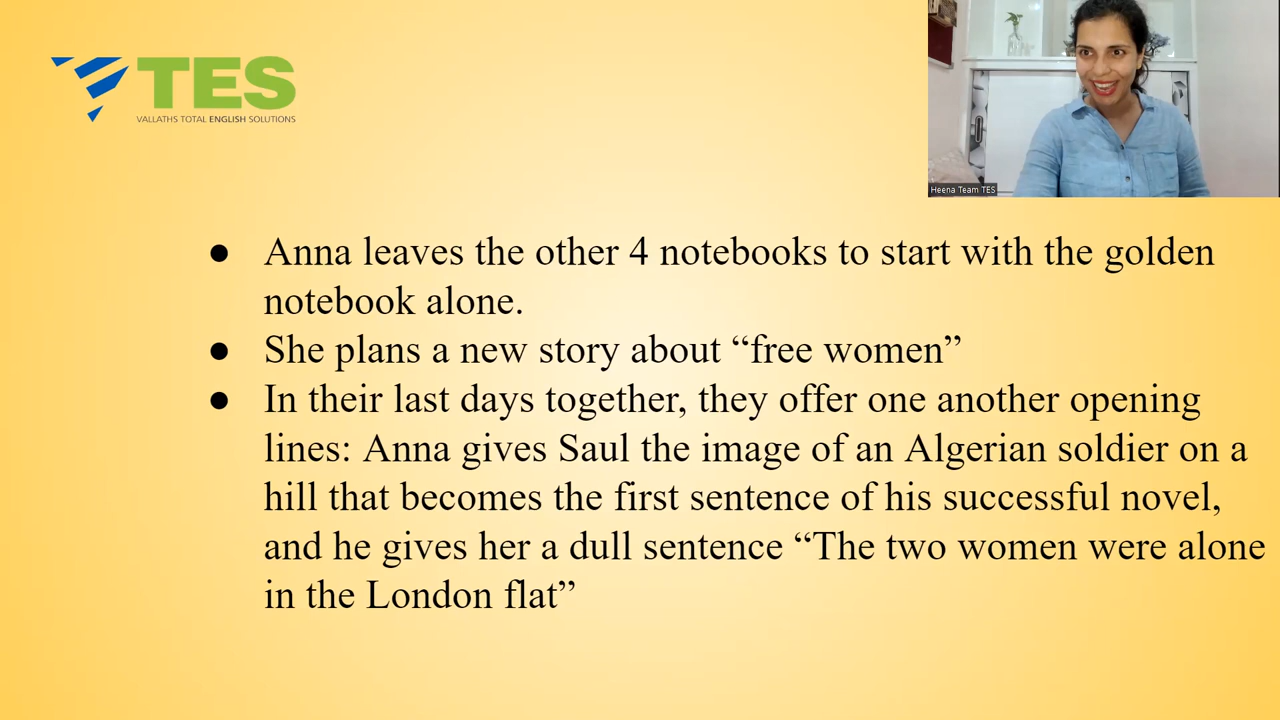 TES
VALLATHS TOTAL ENGLISH SOLUTIONS
Heena Team TES
● Anna leaves the other 4 notebooks to start with the golden
notebook alone.
● She plans a new story about “free women”
● In their last days together, they offer one another opening
lines: Anna gives Saul the image of an Algerian soldier on a
hill that becomes the first sentence of his successful novel,
and he gives her a dull sentence “The two women were alone
in the London flat”